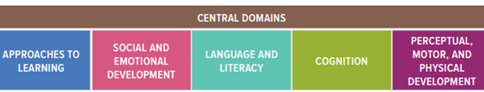 CENTRAL DOMAINS
APPROACHES TO
LEARNING
SOCIAL AND
EMOTIONAL
DEVELOPMENT
LANGUAGE AND
LITERACY
COGNITION
PERCEPTUAL,
MOTOR, AND
PHYSICAL
DEVELOPMENT